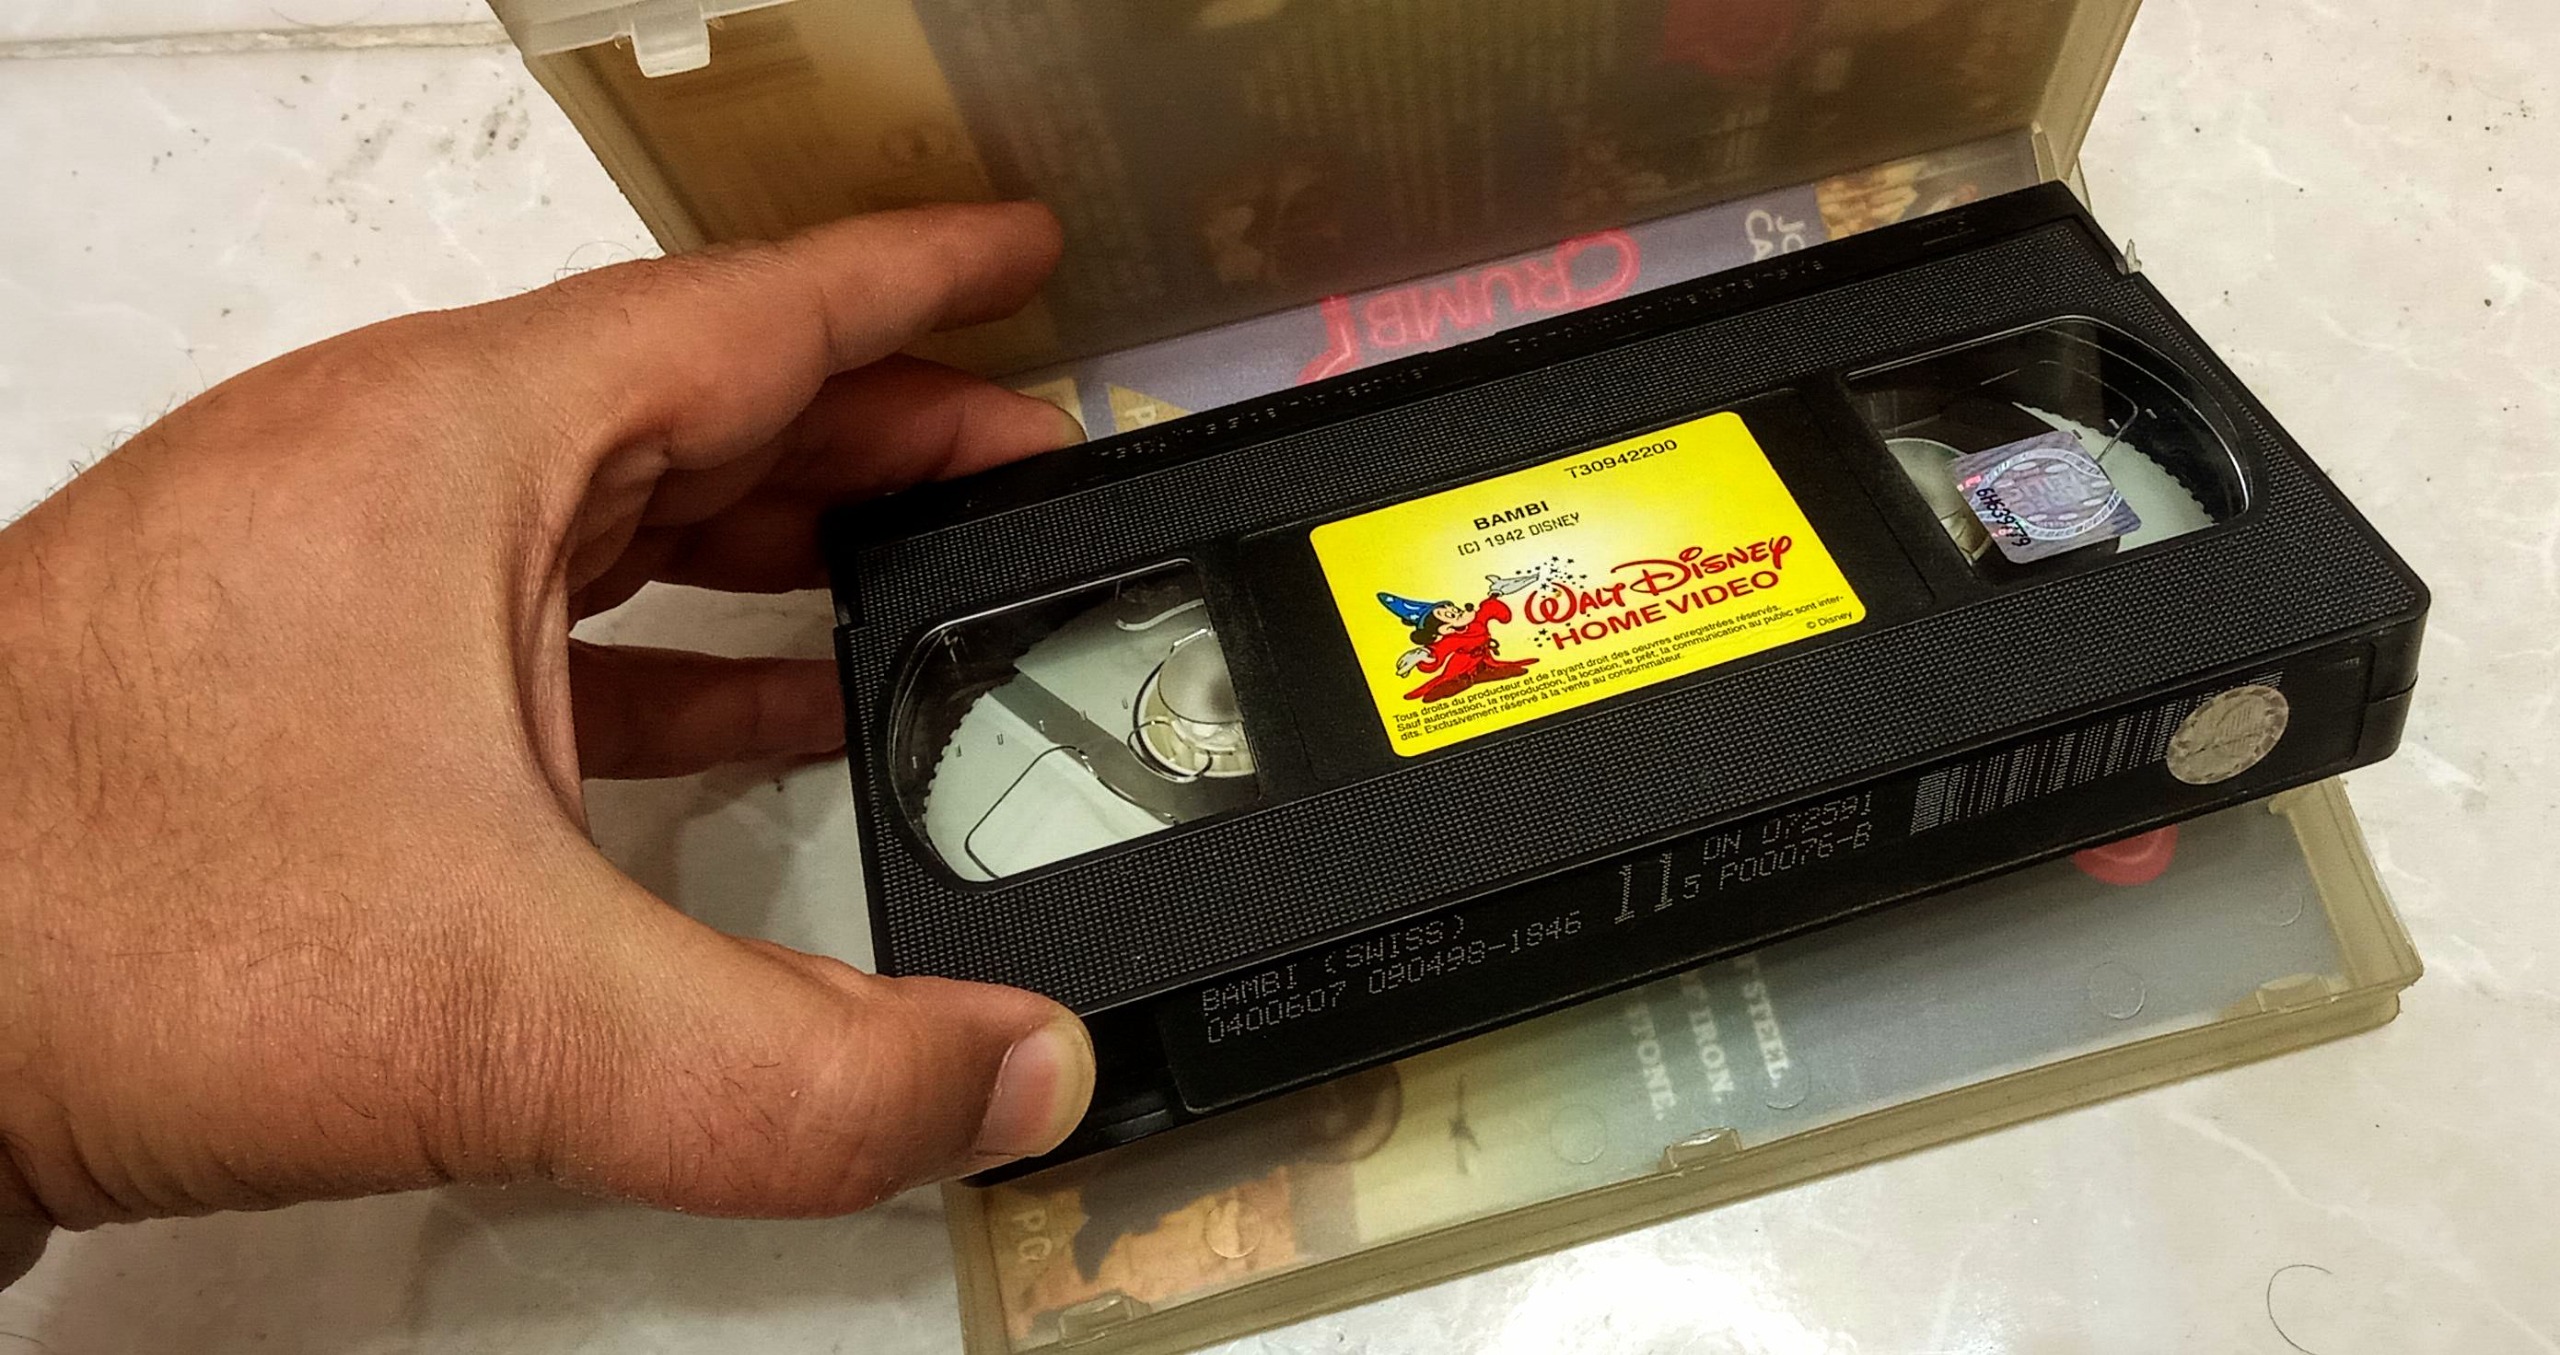 CRUMB
T30942200
BAMBI
(C) 1942 DISNEY
WALT DISNEY
HOME VIDEO
Tous droits du producteur et de l'ayant droit des oeuvres enregistrées réservés.
Sauf autorisation, la reproduction, la location, le prêt, la communication au public sont inter-
dits. Exclusivement réservé à la vente au consommateur.
© Disney
BAMBI (SWISS)
0400607 090498-1846
11
DN 072591
5 P00076-B
STEEL.
IRON.
PG